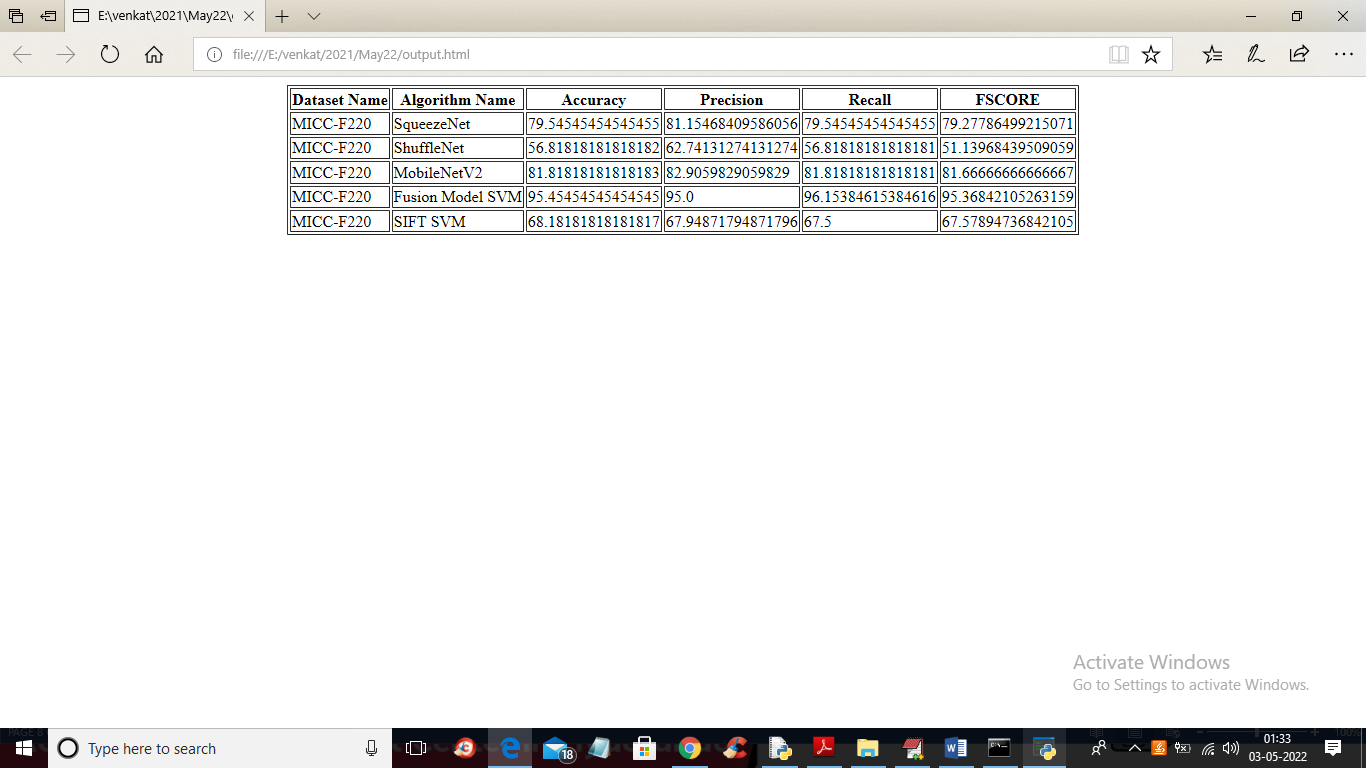 E:\venkat\2021\May22\
file:///E:/venkat/2021/May22/output.html
Dataset Name Algorithm Name Accuracy Precision Recall FSCORE
MICC-F220 SqueezeNet 79.54545454545455 81.15468409586056 79.54545454545455 79.27786499215071
MICC-F220 ShuffleNet 56.81818181818182 62.74131274131274 56.81818181818181 51.13968439509059
MICC-F220 MobileNetV2 81.81818181818183 82.9059829059829 81.81818181818181 81.66666666666667
MICC-F220 Fusion Model SVM 95.45454545454545 95.0 96.15384615384616 95.36842105263159
MICC-F220 SIFT SVM 68.18181818181817 67.94871794871796 67.5 67.57894736842105
Activate Windows
Go to Settings to activate Windows.
PAGE 8
100%
Type here to search
18
01:33
03-05-2022